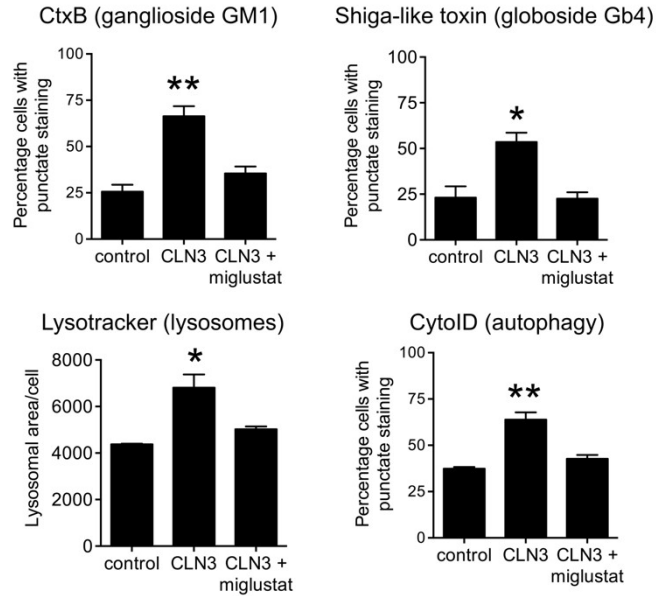 CtxB (ganglioside GM1)
Percentage cells with
punctate staining
100
75
50
25
0
**
control
CLN3
CLN3 +
miglustat
Shiga-like toxin (globoside Gb4)
Percentage cells with
punctate staining
100
75
50
25
0
*
control
CLN3
CLN3 +
miglustat
Lysotracker (lysosomes)
Lysosomal area/cell
8000
6000
4000
2000
0
*
control
CLN3
CLN3 +
miglustat
CytoID (autophagy)
Percentage cells with
punctate staining
100
75
50
25
0
**
control
CLN3
CLN3 +
miglustat